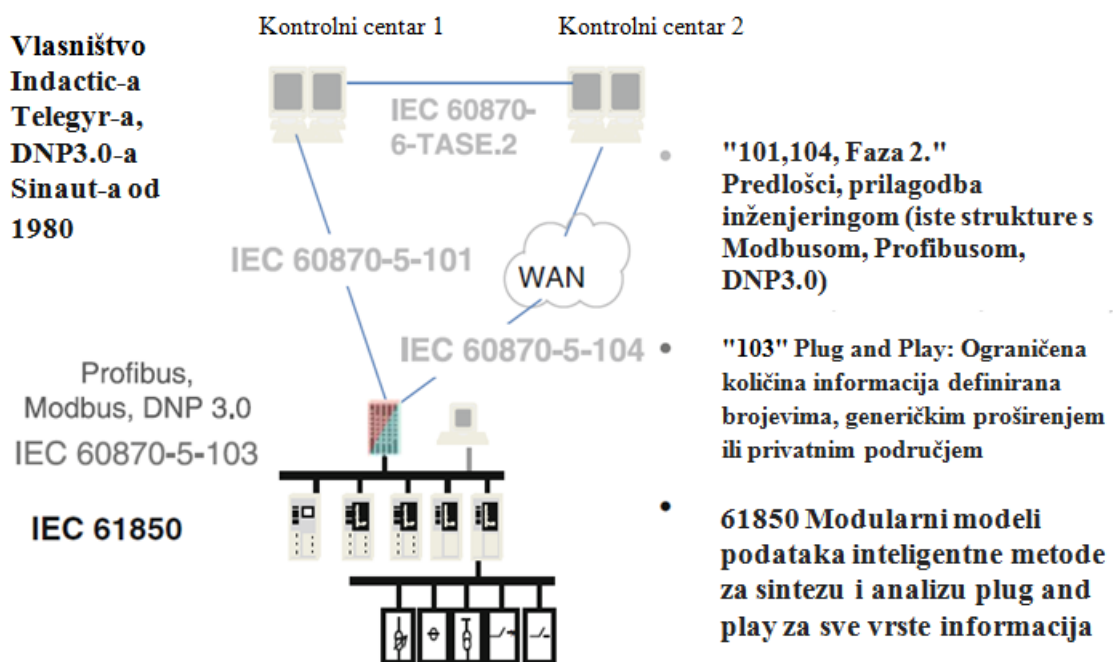 Kontrolni centar 1
Kontrolni centar 2
Vlasništvo
Indactic-a
Telegyr-a,
DNP3.0-a
Sinaut-a od
1980
IEC 60870-
6-TASE.2
IEC 60870-5-101
WAN
IEC 60870-5-104
Profibus,
Modbus, DNP 3.0
IEC 60870-5-103
IEC 61850
• "101,104, Faza 2."
Predlošci, prilagodba
inženjeringom (iste strukture s
Modbusom, Profibusom,
DNP3.0)
• "103" Plug and Play: Ograničena
količina informacija definirana
brojevima, generičkim proširenjem
ili privatnim područjem
• 61850 Modularni modeli
podataka inteligentne metode
za sintezu i analizu plug and
play za sve vrste informacija